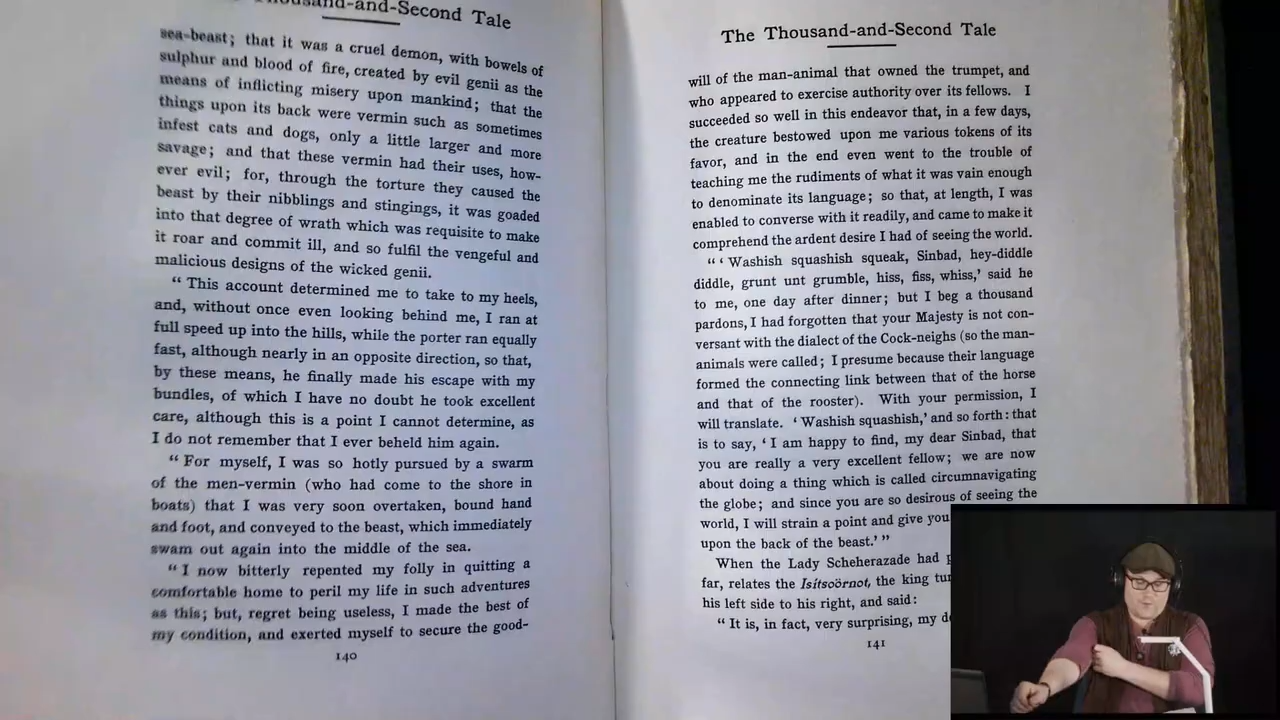 Thousand-and-Second Tale
sea-beast; that it was a cruel demon, with bowels of
sulphur and blood of fire, created by evil genii as the
means of inflicting misery upon mankind; that the
things upon its back were vermin such as sometimes
infest cats and dogs, only a little larger and more
savage; and that these vermin had their uses, how-
ever evil; for, through the torture they caused the
beast by their nibblings and stingings, it was goaded
into that degree of wrath which was requisite to make
it roar and commit ill, and so fulfil the vengeful and
malicious designs of the wicked genii.
“This account determined me to take to my heels,
and, without once even looking behind me, I ran at
full speed up into the hills, while the porter ran equally
fast, although nearly in an opposite direction, so that,
by these means, he finally made his escape with my
bundles, of which I have no doubt he took excellent
care, although this is a point I cannot determine, as
I do not remember that I ever beheld him again.
“For myself, I was so hotly pursued by a swarm
of the men-vermin (who had come to the shore in
boats) that I was very soon overtaken, bound hand
and foot, and conveyed to the beast, which immediately
swam out again into the middle of the sea.
“I now bitterly repented my folly in quitting a
comfortable home to peril my life in such adventures
as this; but, regret being useless, I made the best of
my condition, and exerted myself to secure the good-
140
The Thousand-and-Second Tale
will of the man-animal that owned the trumpet, and
who appeared to exercise authority over its fellows. I
succeeded so well in this endeavor that, in a few days,
the creature bestowed upon me various tokens of its
favor, and in the end even went to the trouble of
teaching me the rudiments of what it was vain enough
to denominate its language; so that, at length, I was
enabled to converse with it readily, and came to make it
comprehend the ardent desire I had of seeing the world.
“‘Washish squashish squeak, Sinbad, hey-diddle
diddle, grunt unt grumble, hiss, fiss, whiss,’ said he
to me, one day after dinner; but I beg a thousand
pardons, I had forgotten that your Majesty is not con-
versant with the dialect of the Cock-neighs (so the man-
animals were called; I presume because their language
formed the connecting link between that of the horse
and that of the rooster). With your permission, I
will translate. ‘Washish squashish,’ and so forth: that
is to say, ‘I am happy to find, my dear Sinbad, that
you are really a very excellent fellow; we are now
about doing a thing which is called circumnavigating
the globe; and since you are so desirous of seeing the
world, I will strain a point and give you
upon the back of the beast.’”
When the Lady Scheherazade had
far, relates the Isitsoörnot, the king
his left side to his right, and said:
“It is, in fact, very surprising, my
141